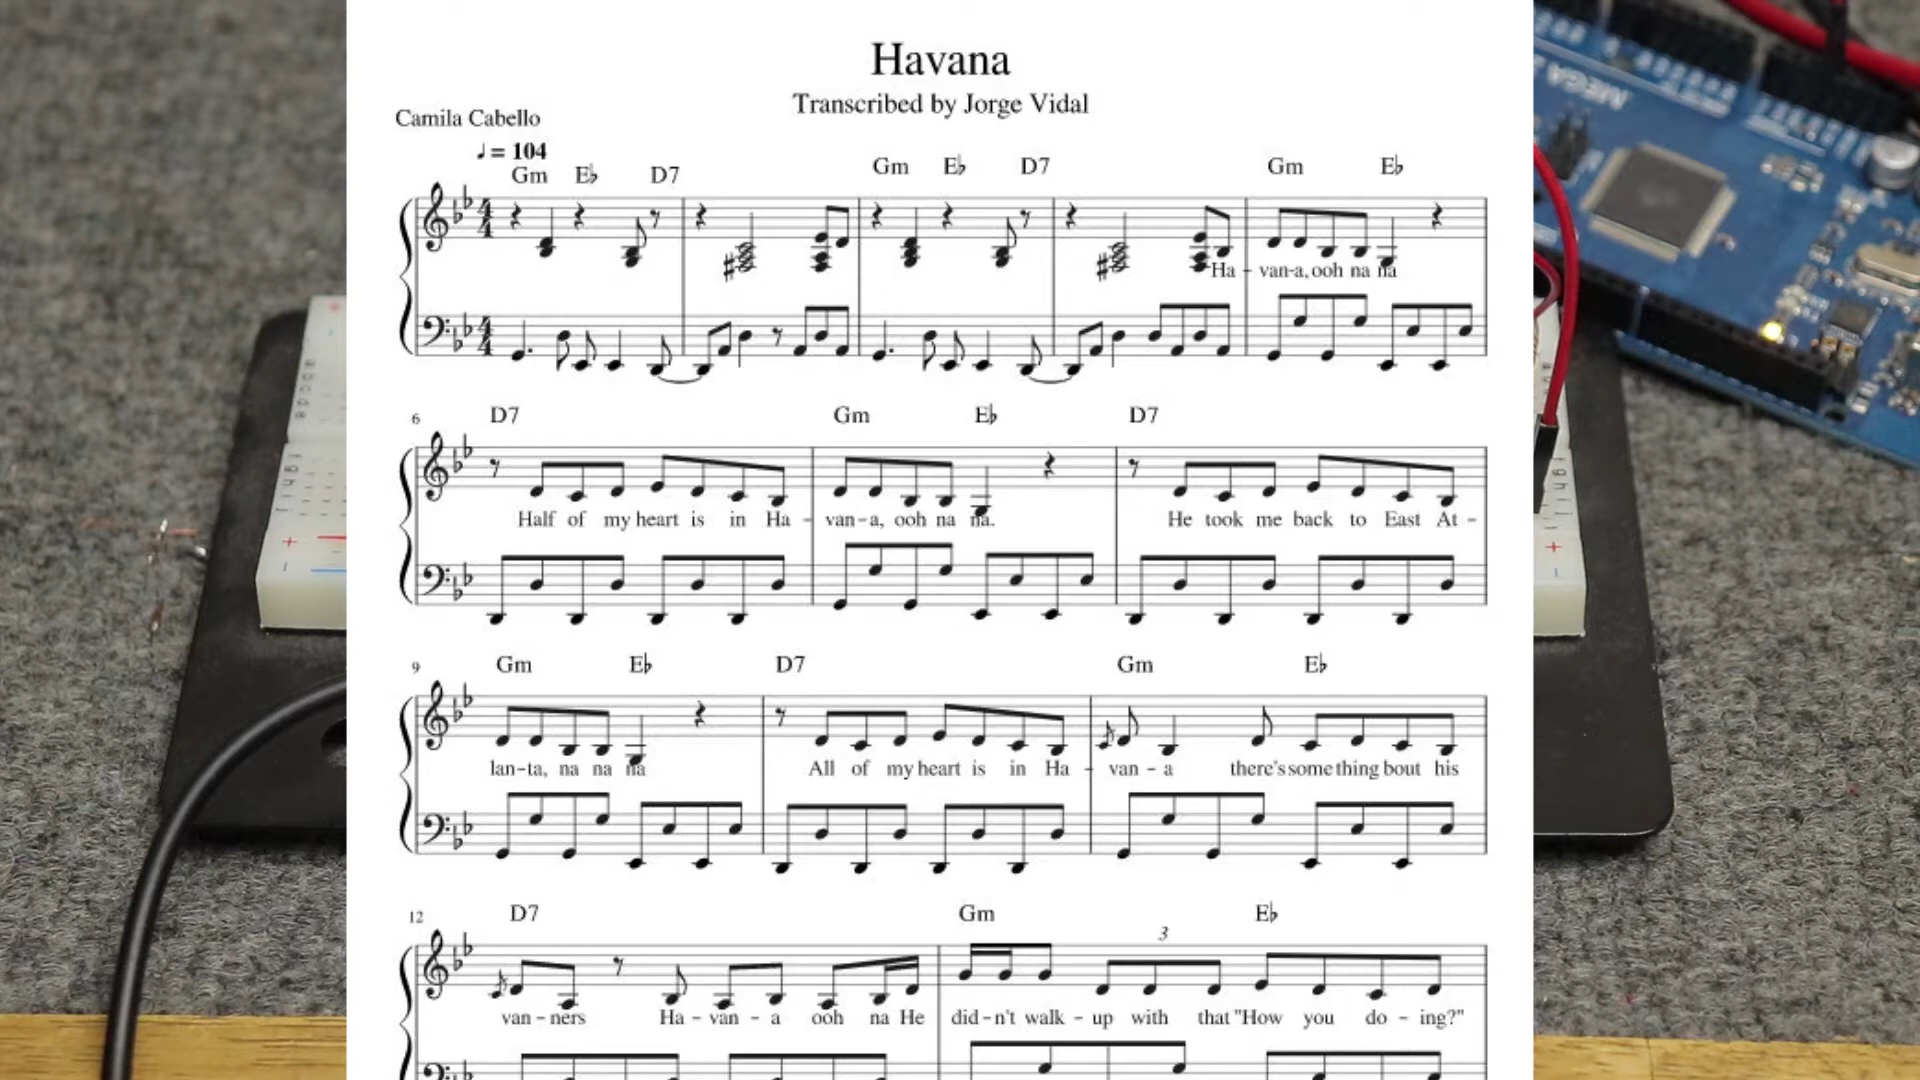 Havana
Transcribed by Jorge Vidal
Camila Cabello
♩ = 104
Gm E♭ D7 Gm E♭ D7 Gm E♭
Ha - van-a, ooh na na
6 D7 Gm E♭ D7
Half of my heart is in Ha - van-a, ooh na na. He took me back to East At -
9 Gm E♭ D7 Gm E♭
lan-ta, na na na All of my heart is in Ha - van - a there's some thing bout his
12 D7 Gm 3 E♭
van - ners Ha - van - a ooh na He did-n't walk - up with that "How you do - ing?"
MEGA